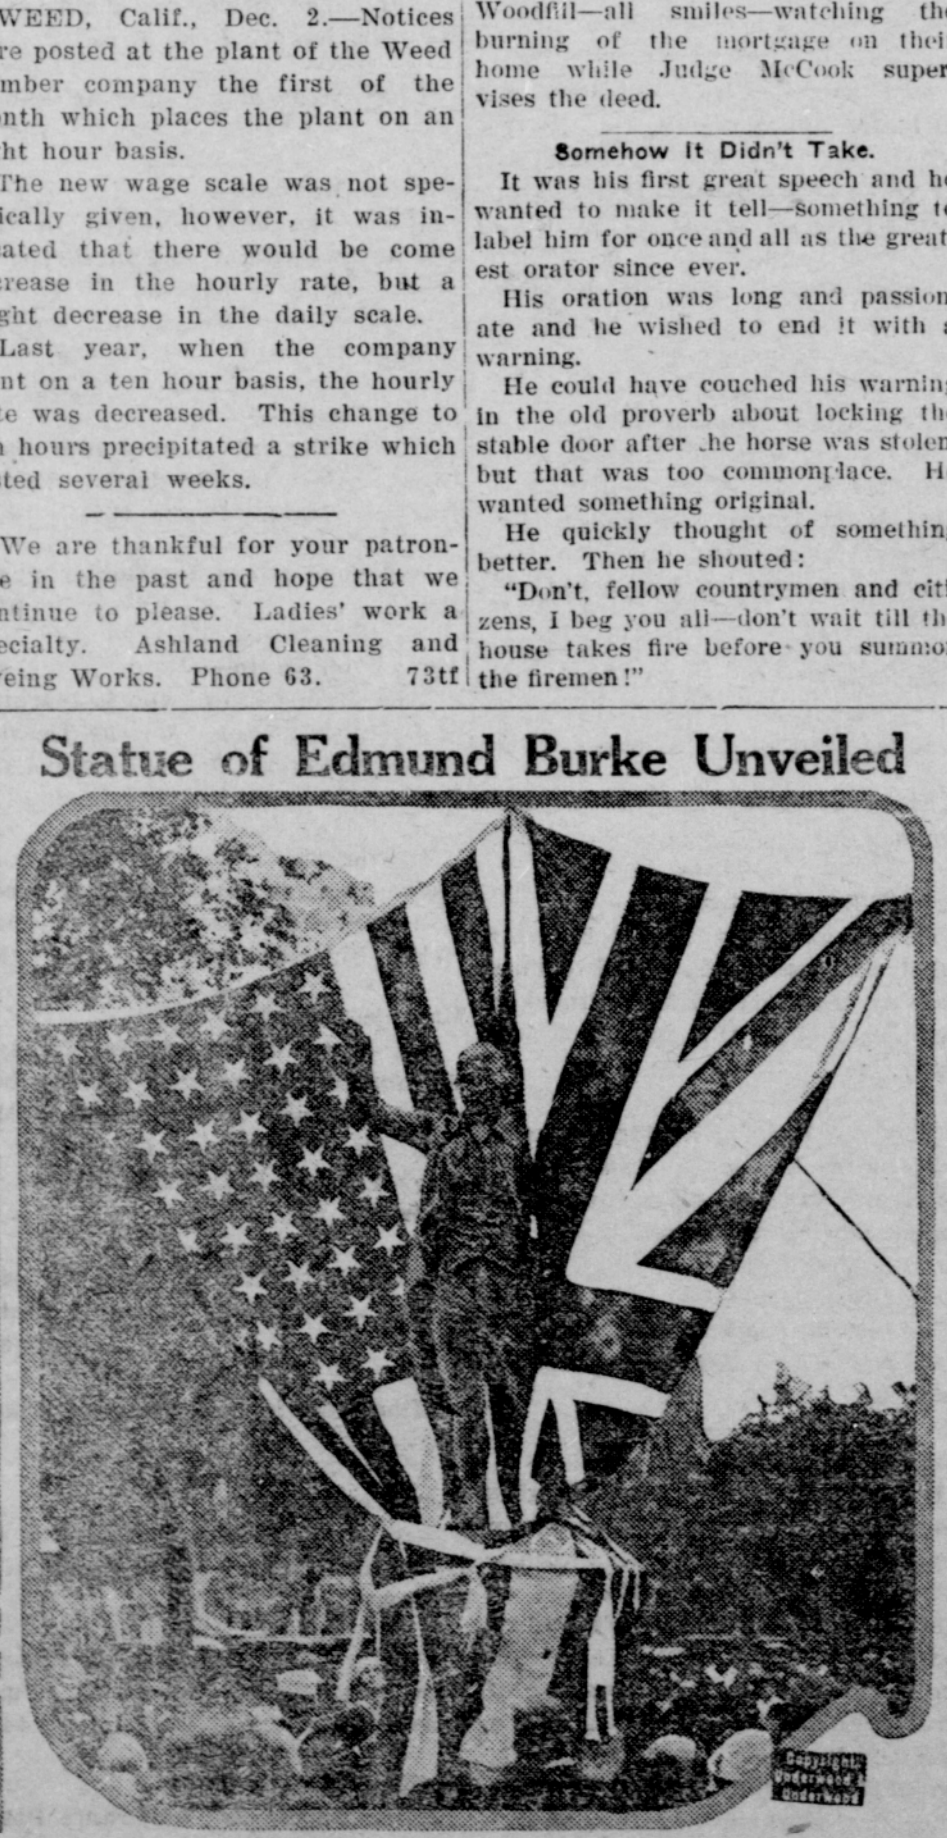 WEED, Calif., Dec. 2.—Notices
re posted at the plant of the Weed
mber company the first of the
nth which places the plant on an
ht hour basis.
The new wage scale was not spe-
ically given, however, it was in-
ated that there would be come
rease in the hourly rate, but a
ght decrease in the daily scale.
Last year, when the company
nt on a ten hour basis, the hourly
te was decreased. This change to
hours precipitated a strike which
ted several weeks.
We are thankful for your patron-
e in the past and hope that we
ntinue to please. Ladies' work a
ecialty. Ashland Cleaning and
eing Works. Phone 63. 73tf
Woodfill—all smiles—watching the
burning of the mortgage on thei
home while Judge McCook super
vises the deed.
Somehow It Didn't Take.
It was his first great speech and he
wanted to make it tell—something t
label him for once and all as the great
est orator since ever.
His oration was long and passion
ate and he wished to end it with a
warning.
He could have couched his warning
in the old proverb about locking the
stable door after .he horse was stolen
but that was too commonplace. H
wanted something original.
He quickly thought of something
better. Then he shouted:
"Don't, fellow countrymen and citi
zens, I beg you all—don't wait till th
house takes fire before you summon
the firemen!"
Statue of Edmund Burke Unveiled
Copyright
Underwood &
Underwood